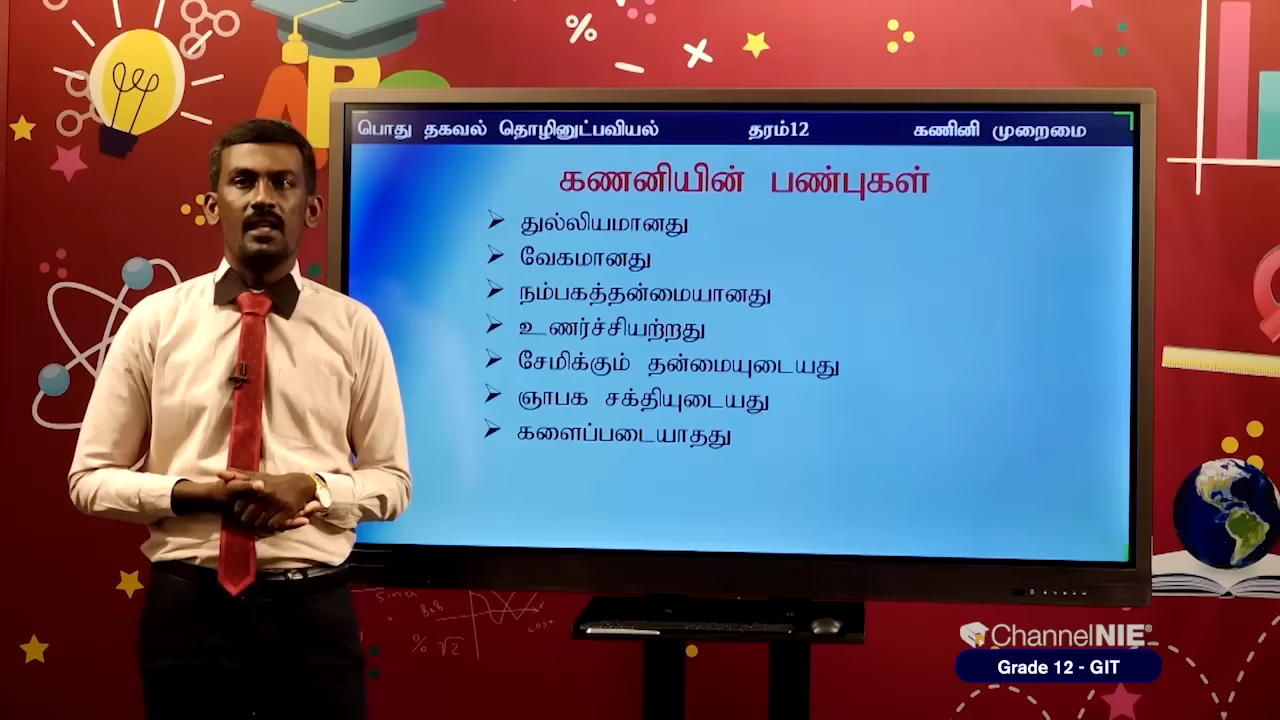 பொது தகவல் தொழினுட்பவியல் தரம்12 கணினி முறைமை
கணனியின் பண்புகள்
துல்லியமானது
வேகமானது
நம்பகத்தன்மையானது
உணர்ச்சியற்றது
சேமிக்கும் தன்மையுடையது
ஞாபக சக்தியுடையது
களைப்படையாதது
ChannelNIE®
Grade 12 - GIT